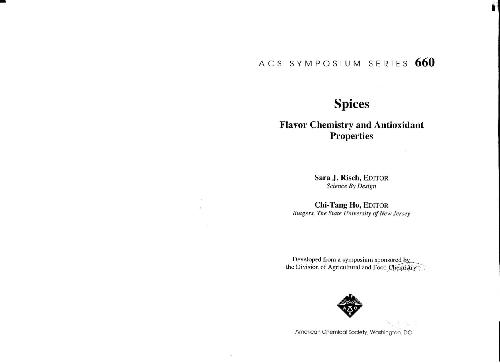 ACS SYMPOSIUM SERIES 660
Spices
Flavor Chemistry and Antioxidant
Properties
Sara J. Risch, EDITOR
Science By Design
Chi-Tang Ho, EDITOR
Rutgers, The State University of New Jersey
Developed from a symposium sponsored by
the Division of Agricultural and Food Chemistry
American Chemical Society, Washington, DC